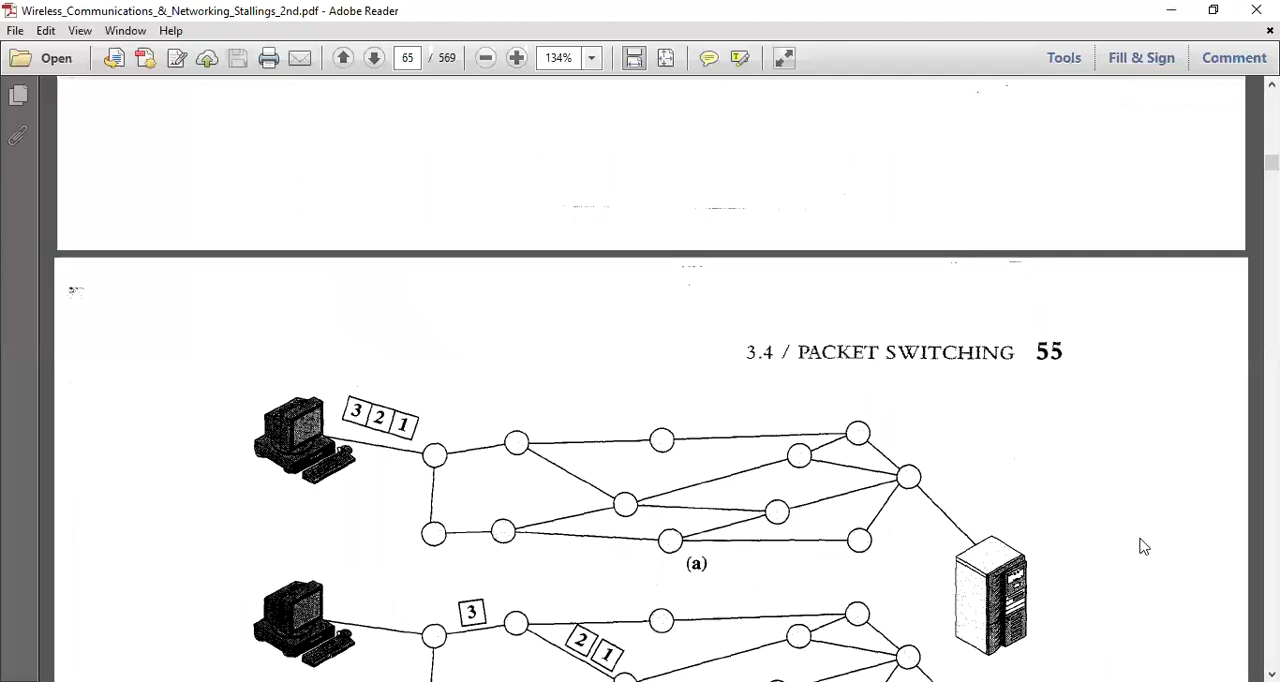 Wireless_Communications_&_Networking_Stallings_2nd.pdf - Adobe Reader
File Edit View Window Help
Open 65 / 569 134% Tools Fill & Sign Comment
3.4 / PACKET SWITCHING 55
3 2 1
(a)
3
2 1